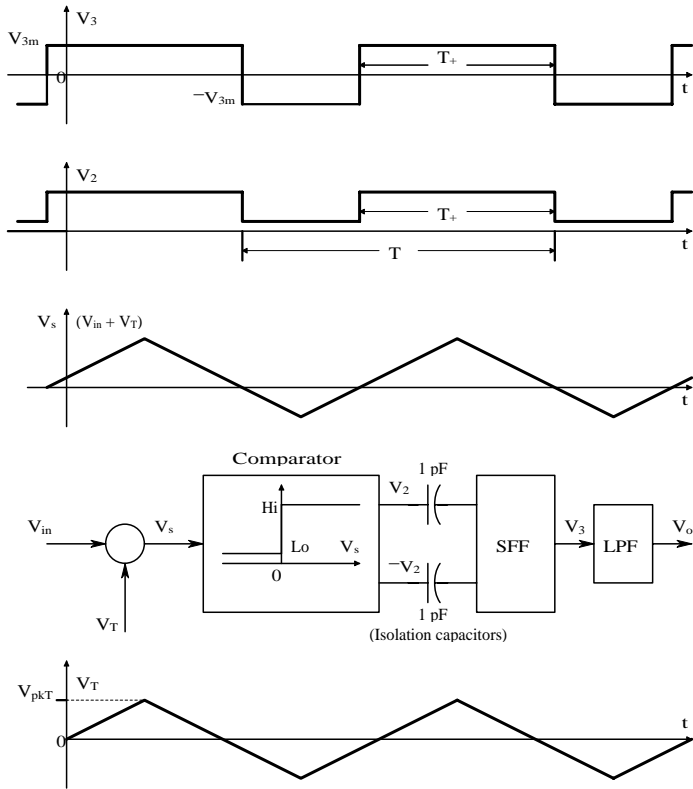 V3
V3m
0
T+
t
−V3m
V2
T+
T
Vs (Vin + VT)
t
Comparator
1 pF
Vin
Vs
Hi
Lo
Vs
0
V2
−V2
SFF
V3
LPF
Vo
VT
1 pF
(Isolation capacitors)
VpkT
VT
0
t